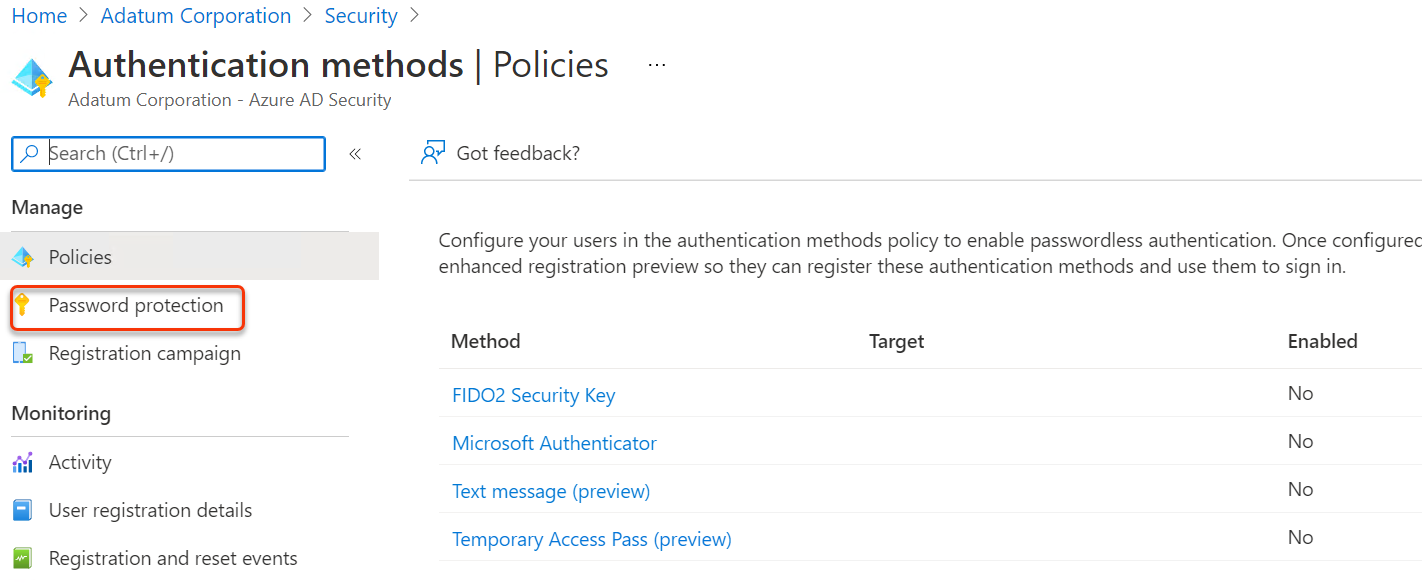 Home > Adatum Corporation > Security >
Authentication methods | Policies ...
Adatum Corporation - Azure AD Security
Search (Ctrl+/) «
Got feedback?
Manage
Policies
Password protection
Registration campaign
Monitoring
Activity
User registration details
Registration and reset events
Configure your users in the authentication methods policy to enable passwordless authentication. Once configured
enhanced registration preview so they can register these authentication methods and use them to sign in.
Method Target Enabled
FIDO2 Security Key No
Microsoft Authenticator No
Text message (preview) No
Temporary Access Pass (preview) No